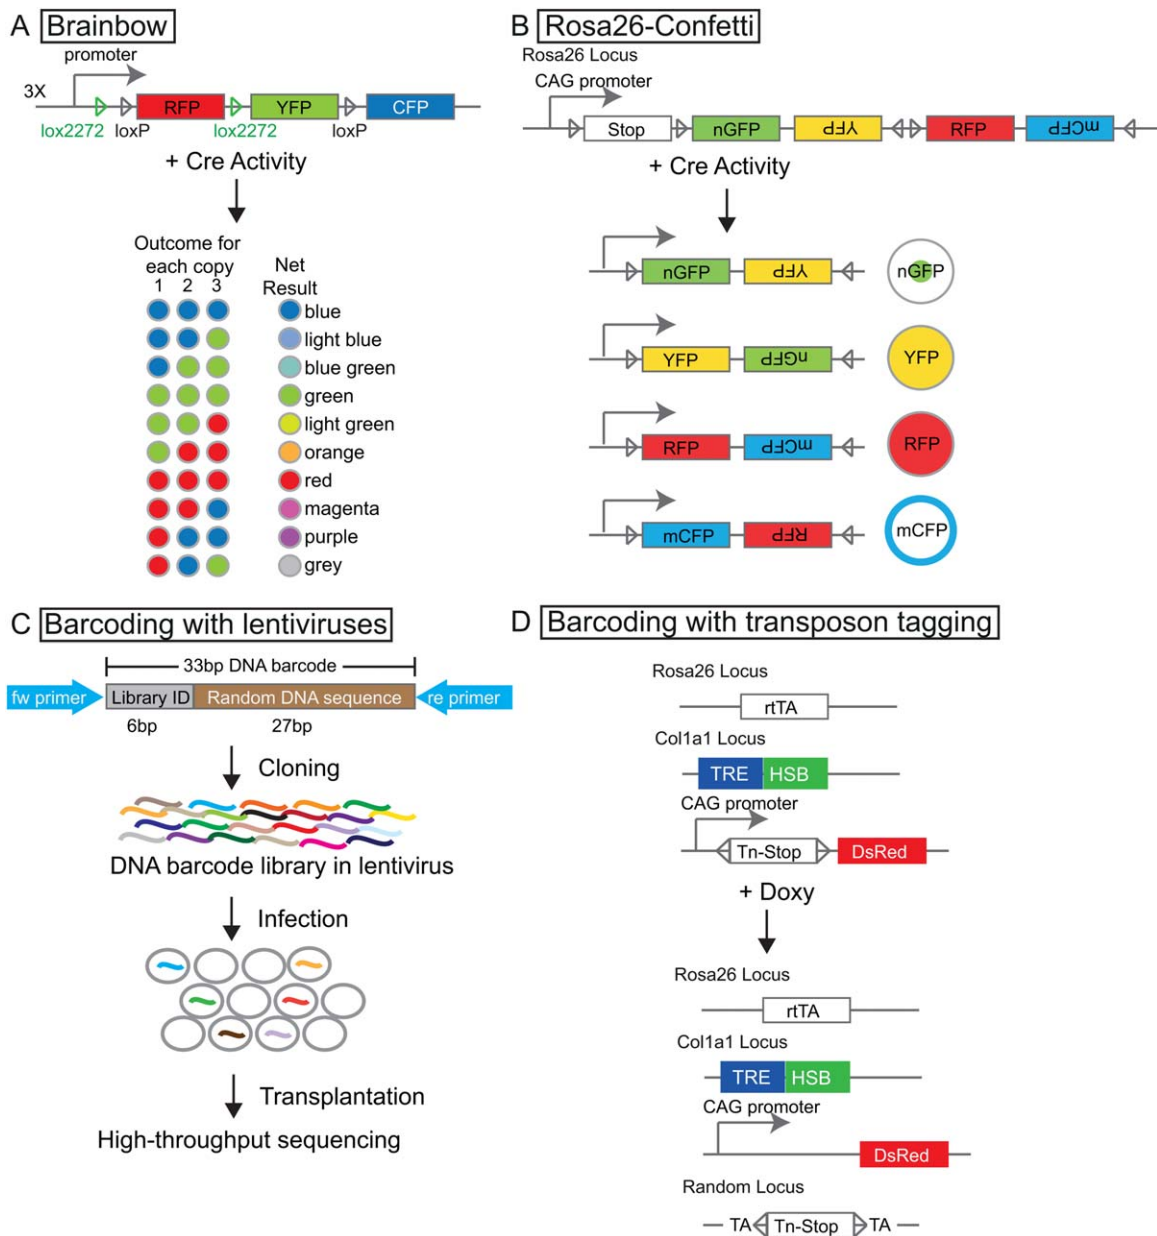 A Brainbow
promoter
3X
RFP YFP CFP
lox2272 loxP lox2272 loxP
+ Cre Activity
Outcome for
each copy
1 2 3
Net
Result
blue
light blue
blue green
green
light green
orange
red
magenta
purple
grey
B Rosa26-Confetti
Rosa26 Locus
CAG promoter
Stop nGFP YFP RFP mCFP
+ Cre Activity
nGFP YFP nGFP
YFP nGFP YFP
RFP mCFP RFP
mCFP RFP mCFP
C Barcoding with lentiviruses
33bp DNA barcode
fw primer Library ID Random DNA sequence re primer
6bp 27bp
Cloning
DNA barcode library in lentivirus
Infection
Transplantation
High-throughput sequencing
D Barcoding with transposon tagging
Rosa26 Locus
rtTA
Col1a1 Locus
TRE HSB
CAG promoter
Tn-Stop DsRed
+ Doxy
Rosa26 Locus
rtTA
Col1a1 Locus
TRE HSB
CAG promoter
DsRed
Random Locus
TA Tn-Stop TA